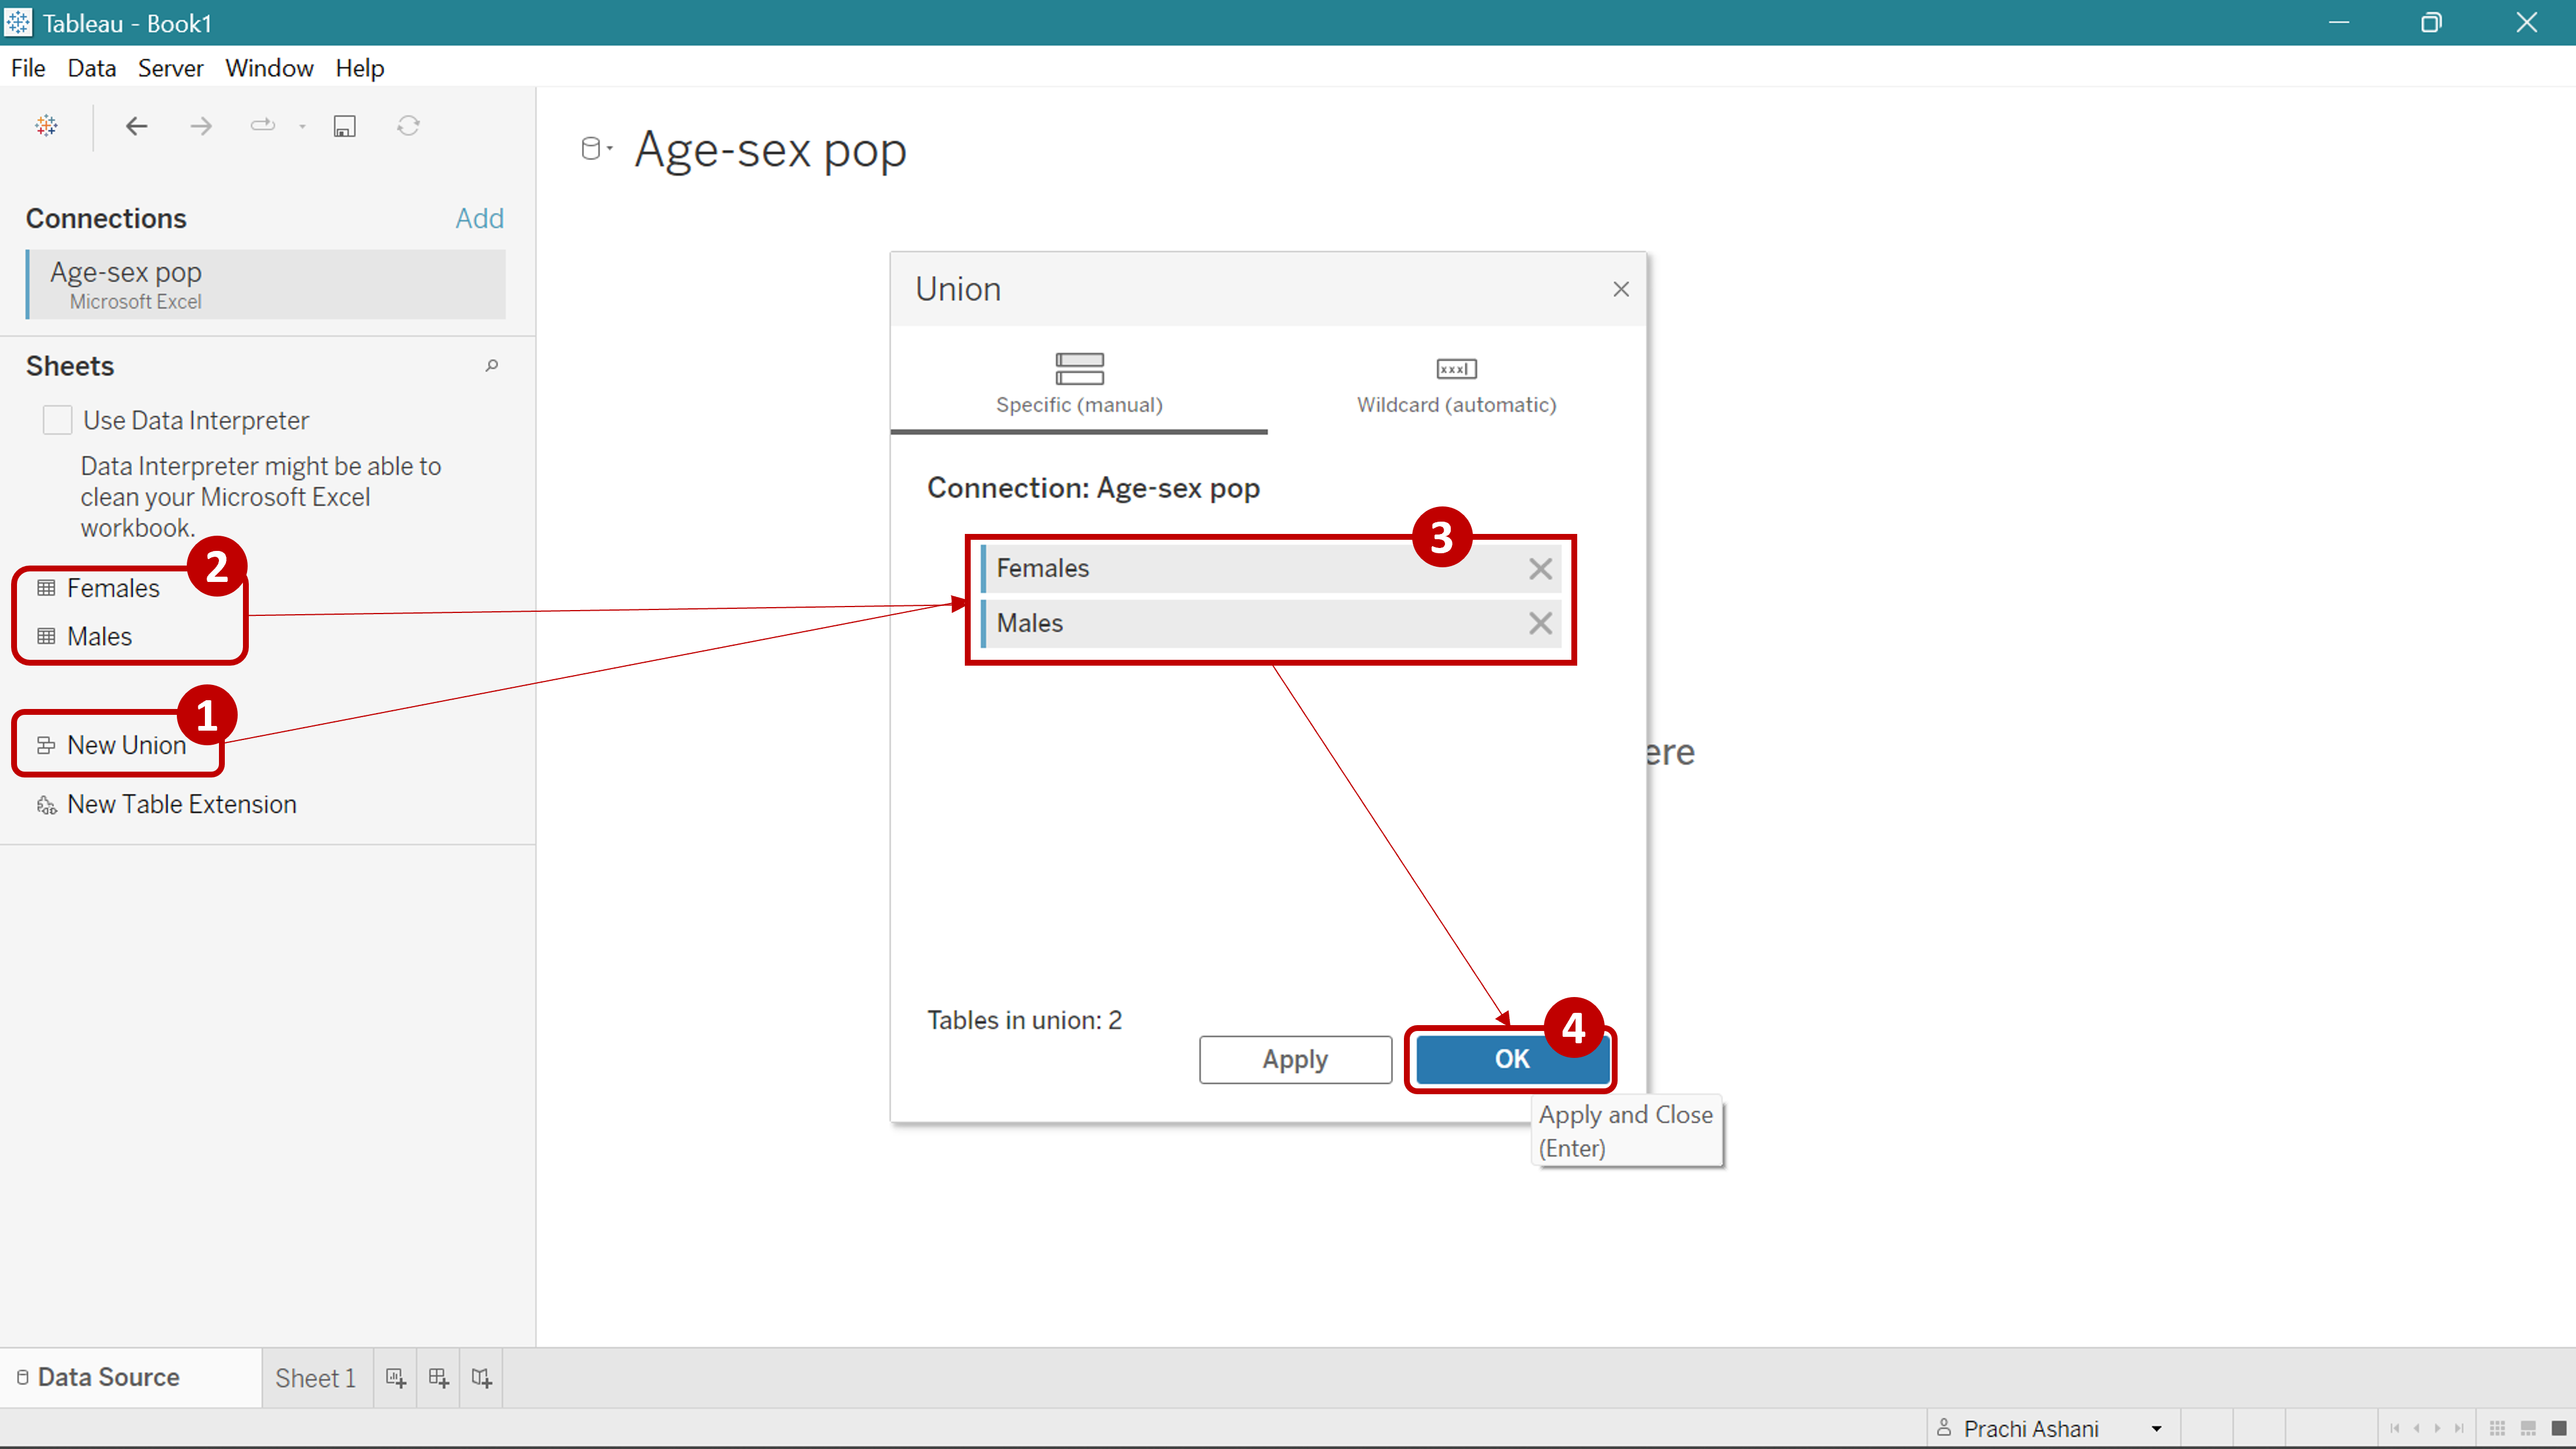 Tableau - Book1
File Data Server Window Help
Connections Add
Age-sex pop
Microsoft Excel
Sheets
Use Data Interpreter
Data Interpreter might be able to
clean your Microsoft Excel
workbook.
2
Females
Males
1
New Union
New Table Extension
Age-sex pop
Union
Specific (manual)
xxx
Wildcard (automatic)
Connection: Age-sex pop
3
Females
Males
ere
Tables in union: 2
4
Apply
OK
Apply and Close
(Enter)
Data Source
Sheet 1
Prachi Ashani